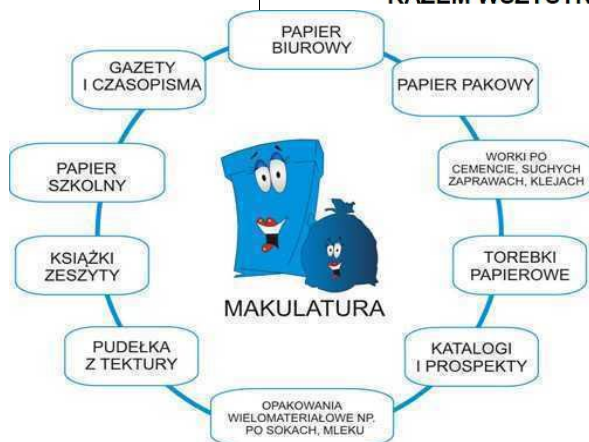 PAPIER
BIUROWY
GAZETY
I CZASOPISMA
PAPIER PAKOWY
PAPIER
SZKOLNY
WORKI PO
CEMENCIE, SUCHYCH
ZAPRAWACH, KLEJACH
KSIĄŻKI
ZESZYTY
TOREBKI
PAPIEROWE
MAKULATURA
PUDEŁKA
Z TEKTURY
KATALOGI
I PROSPEKTY
OPAKOWANIA
WIELOMATERIAŁOWE NP.
PO SOKACH, MLEKU